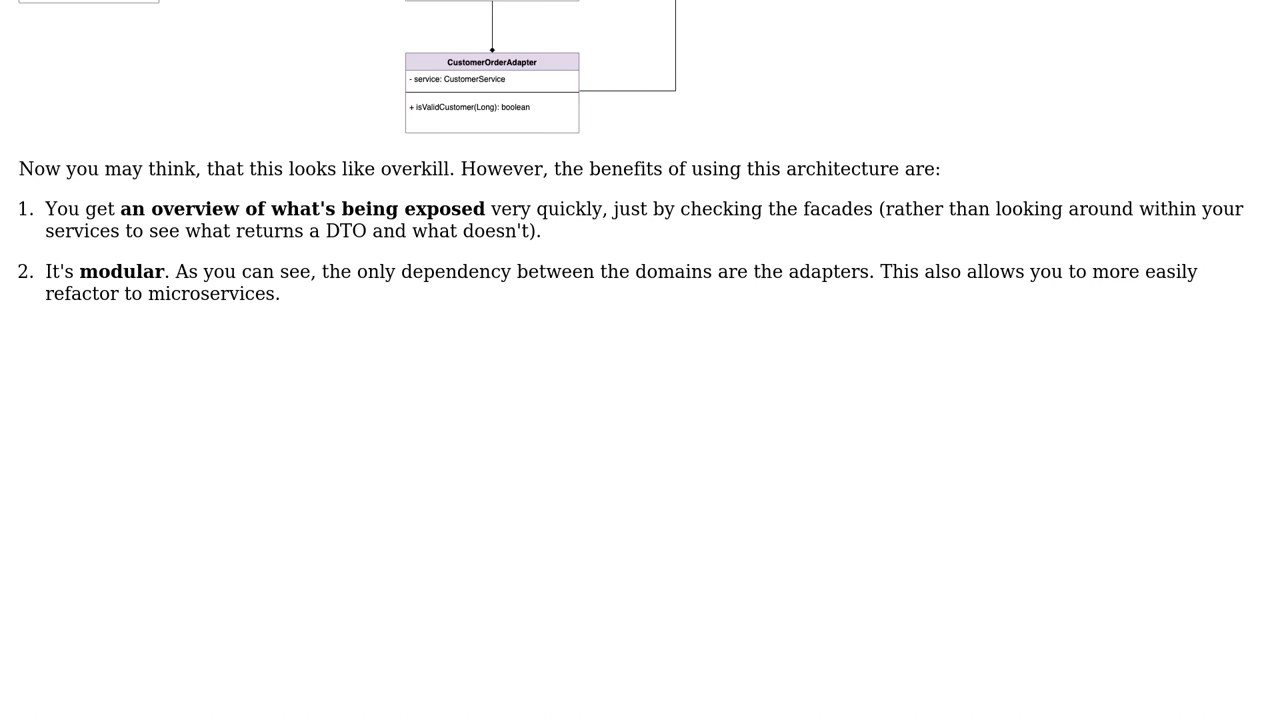 CustomerOrderAdapter
- service: CustomerService
+ isValidCustomer(Long): boolean
Now you may think, that this looks like overkill. However, the benefits of using this architecture are:
1. You get an overview of what's being exposed very quickly, just by checking the facades (rather than looking around within your
services to see what returns a DTO and what doesn't).
2. It's modular. As you can see, the only dependency between the domains are the adapters. This also allows you to more easily
refactor to microservices.